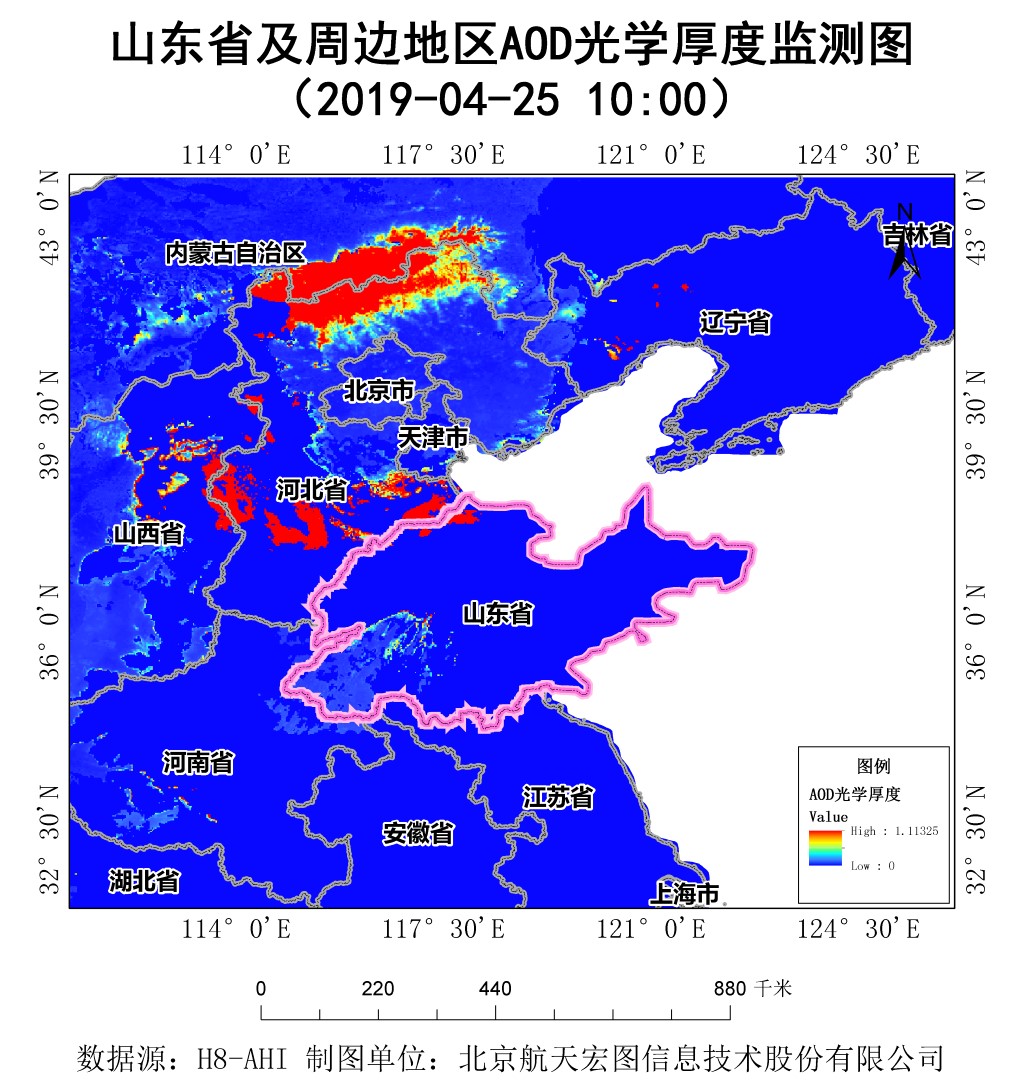 山东省及周边地区AOD光学厚度监测图
（2019-04-25 10:00）
114° 0'E 117° 30'E 121° 0'E 124° 30'E
43° 0'N
43° 0'N
N
吉林省
内蒙古自治区
辽宁省
39° 30'N
39° 30'N
北京市
天津市
河北省
山西省
36° 0'N
36° 0'N
山东省
河南省
江苏省
安徽省
湖北省
上海市
32° 30'N
32° 30'N
图例
AOD光学厚度
Value
High : 1.11325
Low : 0
114° 0'E 117° 30'E 121° 0'E 124° 30'E
0 220 440 880 千米
数据源：H8-AHI 制图单位：北京航天宏图信息技术股份有限公司